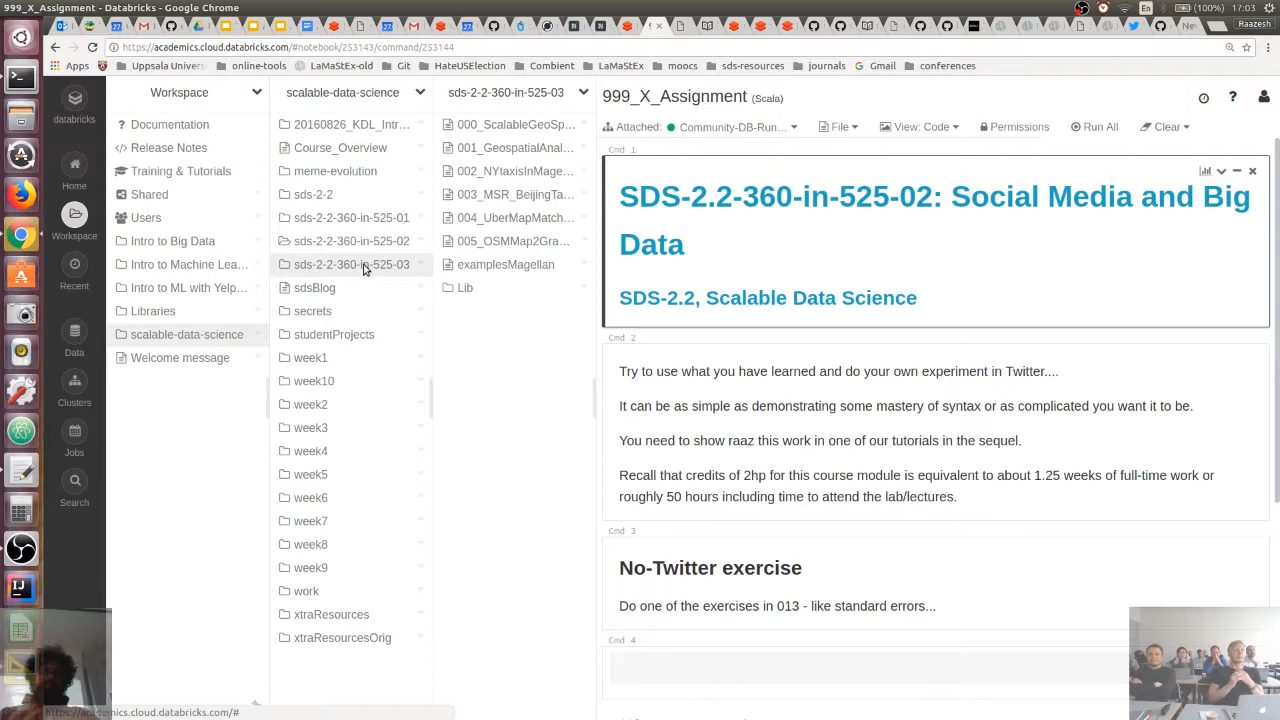 999_X_Assignment - Databricks - Google Chrome
En
(100%)
17:03
Raazesh
https://academics.cloud.databricks.com/#notebook/253143/command/253144
Apps
Uppsala Univers
online-tools
LaMaStEx-old
Git
HateUSElection
Combient
LaMaStEx
moocs
sds-resources
journals
Gmail
conferences
databricks
Home
Workspace
Recent
Data
Clusters
Jobs
Search
Workspace
Documentation
Release Notes
Training & Tutorials
Shared
Users
Intro to Big Data
Intro to Machine Lea...
Intro to ML with Yelp...
Libraries
scalable-data-science
Welcome message
scalable-data-science
20160826_KDL_Intr...
Course_Overview
meme-evolution
sds-2-2
sds-2-2-360-in-525-01
sds-2-2-360-in-525-02
sds-2-2-360-in-525-03
sdsBlog
secrets
studentProjects
week1
week10
week2
week3
week4
week5
week6
week7
week8
week9
work
xtraResources
xtraResourcesOrig
sds-2-2-360-in-525-03
000_ScalableGeoSp...
001_GeospatialAnal...
002_NYtaxisInMage...
003_MSR_BeijingTa...
004_UberMapMatch...
005_OSMMap2Gra...
examplesMagellan
Lib
999_X_Assignment (Scala)
Attached: Community-DB-Run...
File
View: Code
Permissions
Run All
Clear
Cmd 1
SDS-2.2-360-in-525-02: Social Media and Big
Data
SDS-2.2, Scalable Data Science
Cmd 2
Try to use what you have learned and do your own experiment in Twitter....
It can be as simple as demonstrating some mastery of syntax or as complicated you want it to be.
You need to show raaz this work in one of our tutorials in the sequel.
Recall that credits of 2hp for this course module is equivalent to about 1.25 weeks of full-time work or
roughly 50 hours including time to attend the lab/lectures.
Cmd 3
No-Twitter exercise
Do one of the exercises in 013 - like standard errors...
Cmd 4
https://academics.cloud.databricks.com/#